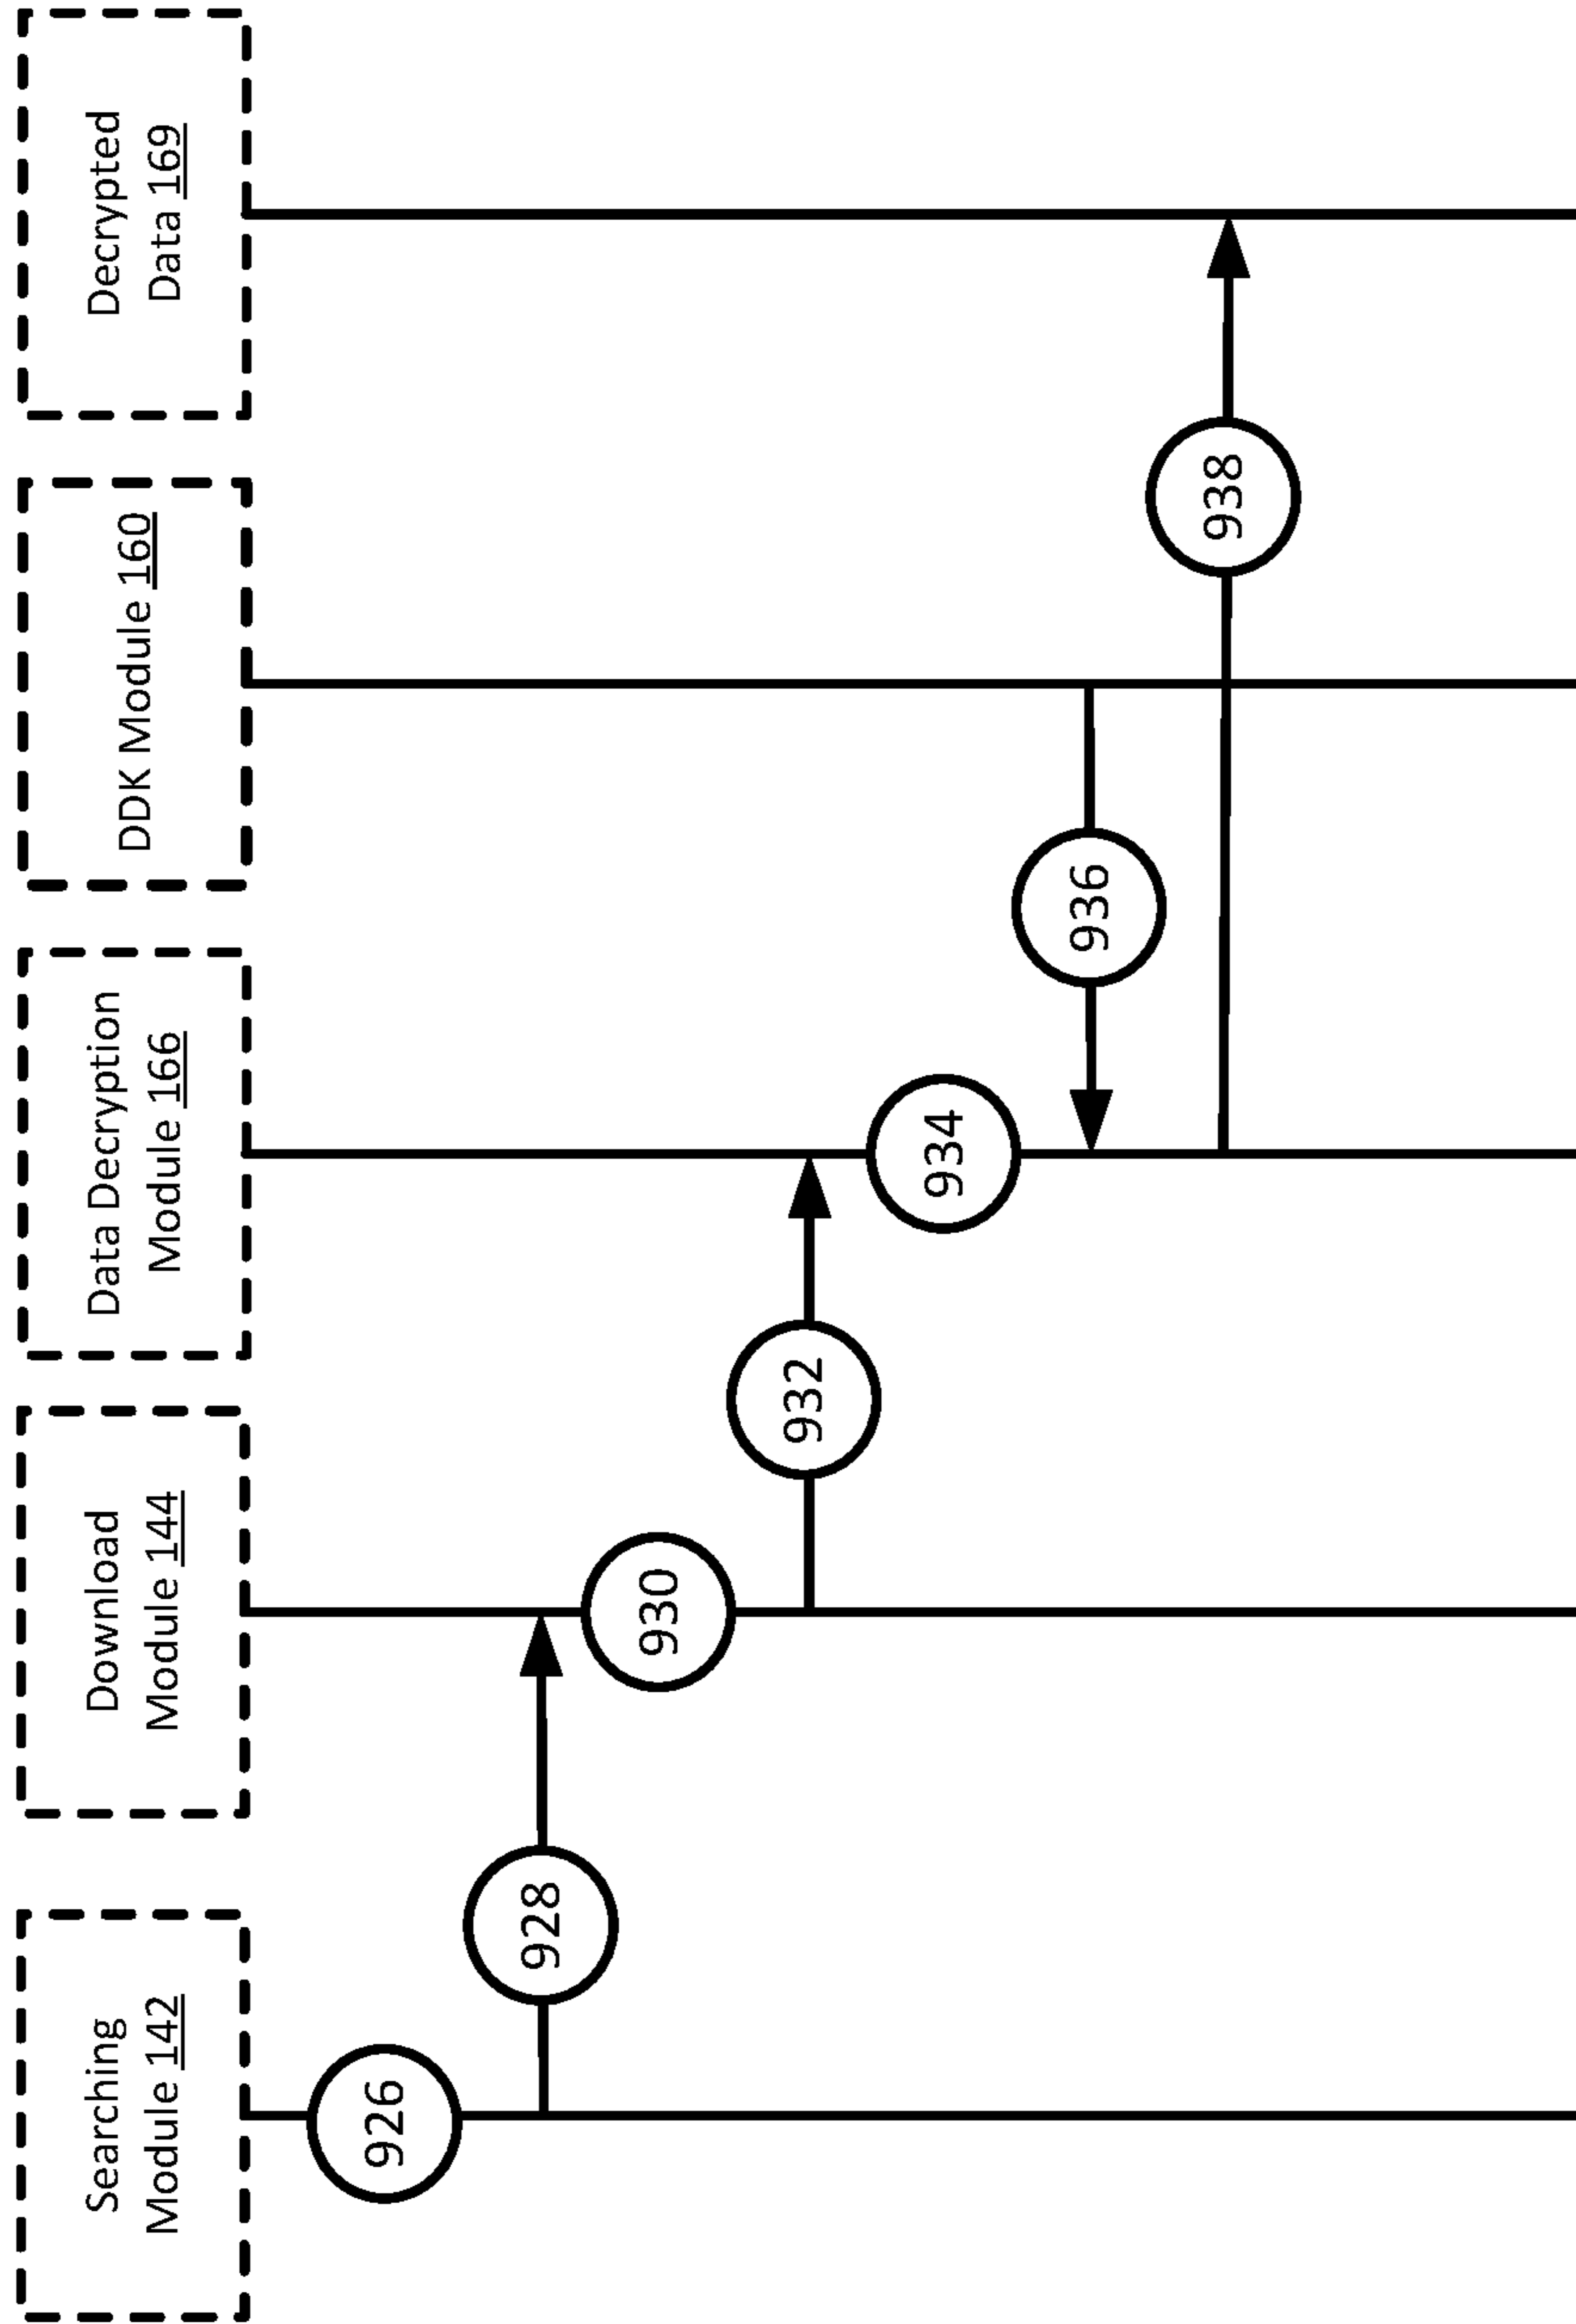 Searching
Module 142
Download
Module 144
Data Decryption
Module 166
DDK Module 160
Decrypted
Data 169
926
928
930
932
934
936
938